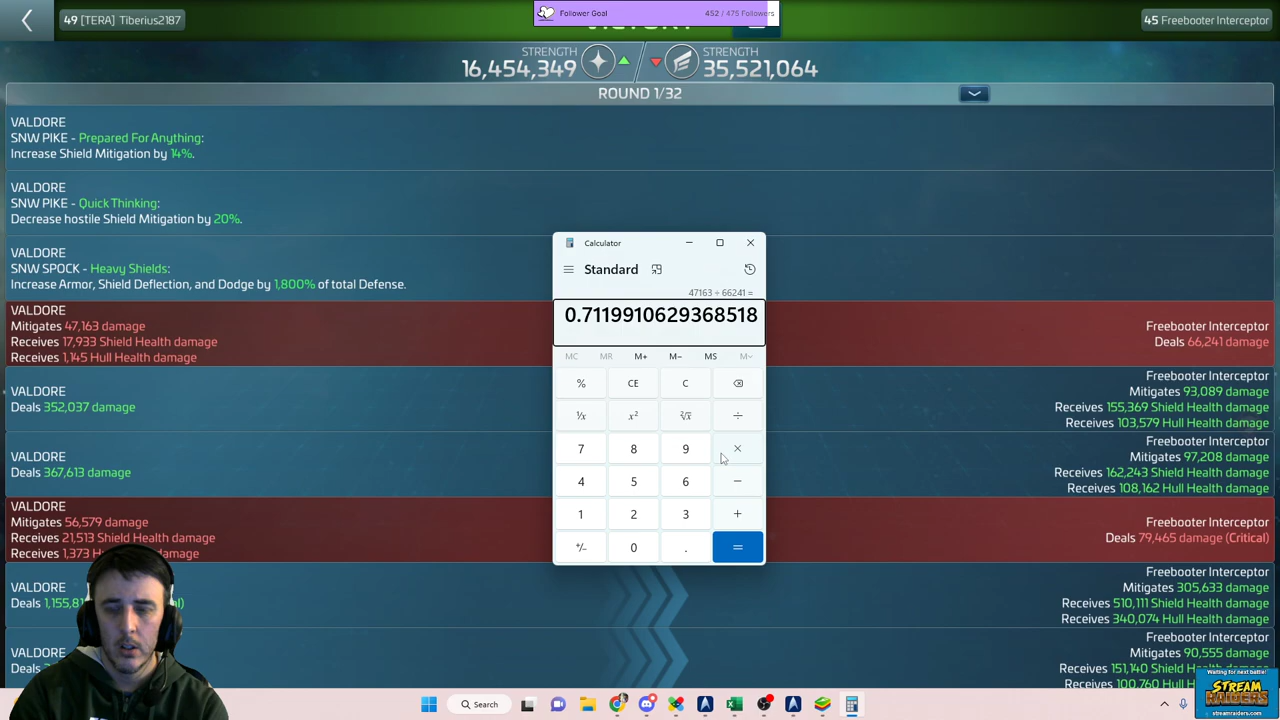 Follower Goal
452 / 475 Followers
49 [TERA] Tiberius2187
45 Freebooter Interceptor
STRENGTH
16,454,349
STRENGTH
35,521,064
ROUND 1/32
VALDORE
SNW PIKE - Prepared For Anything:
Increase Shield Mitigation by 14%.
VALDORE
SNW PIKE - Quick Thinking:
Decrease hostile Shield Mitigation by 20%.
VALDORE
SNW SPOCK - Heavy Shields:
Increase Armor, Shield Deflection, and Dodge by 1,800% of total Defense.
VALDORE
Mitigates 47,163 damage
Receives 17,933 Shield Health damage
Receives 1,145 Hull Health damage
Freebooter Interceptor
Deals 66,241 damage
VALDORE
Deals 352,037 damage
Freebooter Interceptor
Mitigates 93,089 damage
Receives 155,369 Shield Health damage
Receives 103,579 Hull Health damage
VALDORE
Deals 367,613 damage
Freebooter Interceptor
Mitigates 97,208 damage
Receives 162,243 Shield Health damage
Receives 108,162 Hull Health damage
VALDORE
Mitigates 56,579 damage
Receives 21,513 Shield Health damage
Receives 1,373 Health damage
Freebooter Interceptor
Deals 79,465 damage (Critical)
VALDORE
Deals
Freebooter Interceptor
Mitigates 305,633 damage
Receives 510,111 Shield Health damage
Receives 340,074 Hull Health damage
VALDORE
Freebooter Interceptor
Mitigates 90,555 damage
Receives 151,140 Shield Health
Receives 100,760 Hull Health
Calculator
Standard
47163 ÷ 66241 =
0.7119910629368518
MC MR M+ M− MS M˅
% CE C
¹/x x² ²√x ÷
7 8 9 ×
4 5 6 −
1 2 3 +
+/− 0 . =
Search
Waiting for next battle!
STREAM
RAIDERS
streamraiders.com